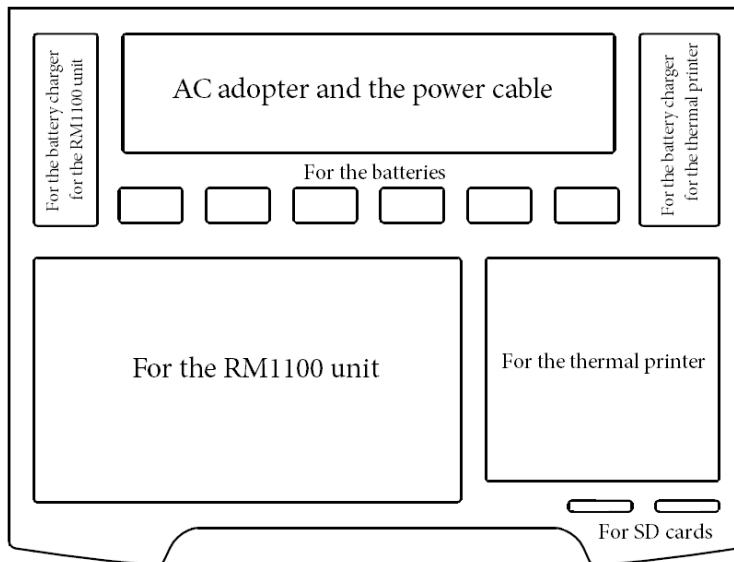 For the battery charger
for the RM1100 unit
AC adopter and the power cable
For the battery charger
for the thermal printer
For the batteries
For the RM1100 unit
For the thermal printer
For SD cards